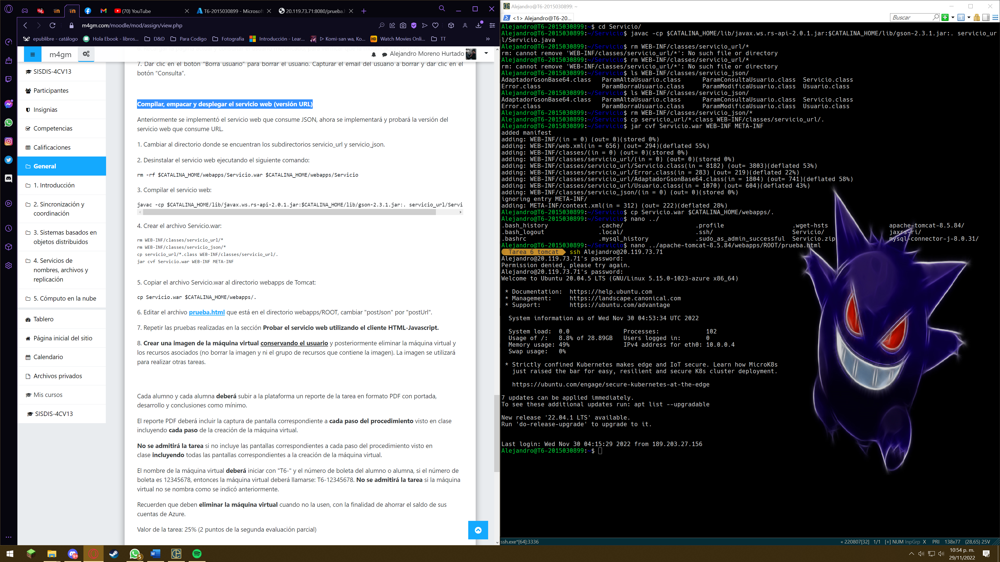 (70) YouTube
T6-2015030899 - Microsoft
20.119.73.71:8080/prueba.h
m4gm.com/moodle/mod/assign/view.php
epublibre - catálogo
Hola Ebook - libros...
D&D
Para Codigo
Fotografia
Introducción - Lear...
▷ Komi-san wa, Ko...
HD
Watch Movies Onli...
TT
»
m4gm
Alejandro Moreno Hurtado
SISDIS-4CV13
Participantes
Insignias
Competencias
Calificaciones
General
1. Introducción
2. Sincronización y
coordinación
3. Sistemas basados en
objetos distribuidos
4. Servicios de
nombres, archivos y
replicación
5. Cómputo en la nube
Tablero
Página inicial del sitio
Calendario
Archivos privados
Mis cursos
SISDIS-4CV13
7. Dar clic en el botón “Borra usuario” para borrar el usuario. Capturar el email del usuario a borrar y dar clic en el
botón “Consulta”.
Compilar, empacar y desplegar el servicio web (versión URL)
Anteriormente se implementó el servicio web que consume JSON, ahora se implementará y probará la versión del
servicio web que consume URL.
1. Cambiar al directorio donde se encuentran los subdirectorios servicio_url y servicio_json.
2. Desinstalar el servicio web ejecutando el siguiente comando:
rm -rf $CATALINA_HOME/webapps/Servicio.war $CATALINA_HOME/webapps/Servicio
3. Compilar el servicio web:
javac -cp $CATALINA_HOME/lib/javax.ws.rs-api-2.0.1.jar:$CATALINA_HOME/lib/gson-2.3.1.jar:. servicio_url/Servi
4. Crear el archivo Servicio.war:
rm WEB-INF/classes/servicio_url/*
rm WEB-INF/classes/servicio_json/*
cp servicio_url/*.class WEB-INF/classes/servicio_url/.
jar cvf Servicio.war WEB-INF META-INF
5. Copiar el archivo Servicio.war al directorio webapps de Tomcat:
cp Servicio.war $CATALINA_HOME/webapps/.
6. Editar el archivo prueba.html que está en el directorio webapps/ROOT, cambiar "postJson" por "postUrl".
7. Repetir las pruebas realizadas en la sección Probar el servicio web utilizando el cliente HTML-Javascript.
8. Crear una imagen de la máquina virtual conservando el usuario y posteriormente eliminar la máquina virtual y
los recursos asociados (no borrar la imagen y ni el grupo de recursos que contiene la imagen). La imagen se utilizará
para realizar otras tareas.
Cada alumno y cada alumna deberá subir a la plataforma un reporte de la tarea en formato PDF con portada,
desarrollo y conclusiones como mínimo.
El reporte PDF deberá incluir la captura de pantalla correspondiente a cada paso del procedimiento visto en clase
incluyendo cada paso de la creación de la máquina virtual.
No se admitirá la tarea si no incluye las pantallas correspondientes a cada paso del procedimiento visto en
clase incluyendo todas las pantallas correspondientes a la creación de la máquina virtual.
El nombre de la máquina virtual deberá iniciar con "T6-" y el número de boleta del alumno o alumna, si el número de
boleta es 12345678, entonces la máquina virtual deberá llamarse: T6-12345678. No se admitirá la tarea si la máquina
virtual no se nombra como se indicó anteriormente.
Recuerden que deben eliminar la máquina virtual cuando no la usen, con la finalidad de ahorrar el saldo de sus
cuentas de Azure.
Valor de la tarea: 25% (2 puntos de la segunda evaluación parcial)
Alejandro@T6-2015030899: ~
<1> Alejandro@T6-20...
Buscar
Alejandro@T6-2015030899:~$ cd Servicio/
Alejandro@T6-2015030899:~/Servicio$ javac -cp $CATALINA_HOME/lib/javax.ws.rs-api-2.0.1.jar:$CATALINA_HOME/lib/gson-2.3.1.jar:. servicio_ur
l/Servicio.java
Alejandro@T6-2015030899:~/Servicio$ rm WEB-INF/classes/servicio_url/*
rm: cannot remove 'WEB-INF/classes/servicio_url/*': No such file or directory
Alejandro@T6-2015030899:~/Servicio$ rm WEB-INF/classes/servicio_url/*
rm: cannot remove 'WEB-INF/classes/servicio_url/*': No such file or directory
Alejandro@T6-2015030899:~/Servicio$ ls WEB-INF/classes/servicio_json/
AdaptadorGsonBase64.class ParamAltaUsuario.class ParamConsultaUsuario.class Servicio.class
Error.class ParamBorraUsuario.class ParamModificaUsuario.class Usuario.class
Alejandro@T6-2015030899:~/Servicio$ ls WEB-INF/classes/servicio_json/
AdaptadorGsonBase64.class ParamAltaUsuario.class ParamConsultaUsuario.class Servicio.class
Error.class ParamBorraUsuario.class ParamModificaUsuario.class Usuario.class
Alejandro@T6-2015030899:~/Servicio$ rm WEB-INF/classes/servicio_json/*
Alejandro@T6-2015030899:~/Servicio$ cp servicio_url/*.class WEB-INF/classes/servicio_url/.
Alejandro@T6-2015030899:~/Servicio$ jar cvf Servicio.war WEB-INF META-INF
added manifest
adding: WEB-INF/(in = 0) (out= 0)(stored 0%)
adding: WEB-INF/web.xml(in = 656) (out= 294)(deflated 55%)
adding: WEB-INF/classes/(in = 0) (out= 0)(stored 0%)
adding: WEB-INF/classes/servicio_url/(in = 0) (out= 0)(stored 0%)
adding: WEB-INF/classes/servicio_url/Servicio.class(in = 8182) (out= 3803)(deflated 53%)
adding: WEB-INF/classes/servicio_url/Error.class(in = 283) (out= 219)(deflated 22%)
adding: WEB-INF/classes/servicio_url/AdaptadorGsonBase64.class(in = 1804) (out= 741)(deflated 58%)
adding: WEB-INF/classes/servicio_url/Usuario.class(in = 1070) (out= 604)(deflated 43%)
adding: WEB-INF/classes/servicio_json/(in = 0) (out= 0)(stored 0%)
ignoring entry META-INF/
adding: META-INF/context.xml(in = 312) (out= 222)(deflated 28%)
Alejandro@T6-2015030899:~/Servicio$ cp Servicio.war $CATALINA_HOME/webapps/.
Alejandro@T6-2015030899:~/Servicio$ nano ../
.bash_history .cache/ .profile .wget-hsts apache-tomcat-8.5.84/
.bash_logout .local/ .ssh/ Servicio/ jaxrs-ri/
.bashrc .mysql_history .sudo_as_admin_successful Servicio.zip mysql-connector-j-8.0.31/
Alejandro@T6-2015030899:~/Servicio$ nano ../apache-tomcat-8.5.84/webapps/ROOT/prueba.html
Tarea 6 tomcat ssh Alejandro@20.119.73.71
Alejandro@20.119.73.71's password:
Permission denied, please try again.
Alejandro@20.119.73.71's password:
Welcome to Ubuntu 20.04.5 LTS (GNU/Linux 5.15.0-1023-azure x86_64)
* Documentation: https://help.ubuntu.com
* Management: https://landscape.canonical.com
* Support: https://ubuntu.com/advantage
System information as of Wed Nov 30 04:53:34 UTC 2022
System load: 0.0 Processes: 102
Usage of /: 8.8% of 28.89GB Users logged in: 0
Memory usage: 49% IPv4 address for eth0: 10.0.0.4
Swap usage: 0%
* Strictly confined Kubernetes makes edge and IoT secure. Learn how MicroK8s
just raised the bar for easy, resilient and secure K8s cluster deployment.
https://ubuntu.com/engage/secure-kubernetes-at-the-edge
7 updates can be applied immediately.
To see these additional updates run: apt list --upgradable
New release '22.04.1 LTS' available.
Run 'do-release-upgrade' to upgrade to it.
Last login: Wed Nov 30 04:15:29 2022 from 189.203.27.156
Alejandro@T6-2015030899:~$
ssh.exe*[64]:3336
« 220807[32] 1/1 [+] NUM InpGrp X PRI 138x77 (28,65) 25V
9+
5
10:54 p. m.
29/11/2022